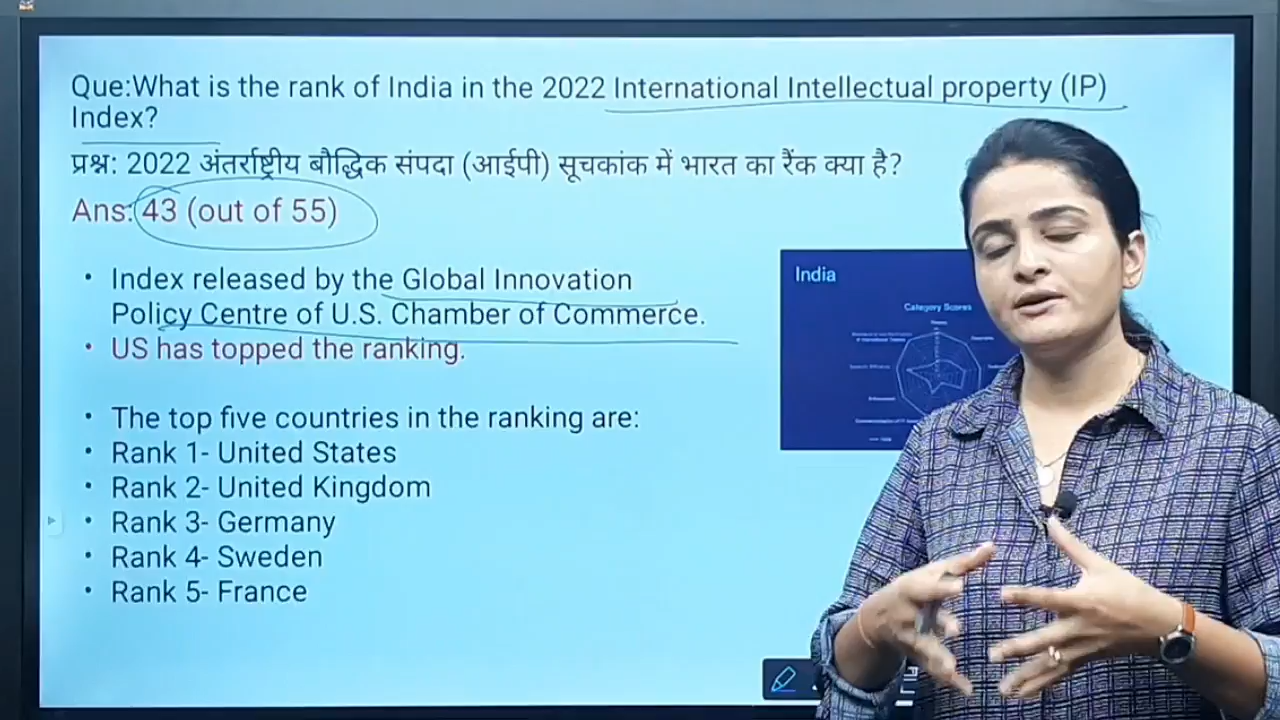 Que:What is the rank of India in the 2022 International Intellectual property (IP)
Index?
प्रश्न: 2022 अंतर्राष्ट्रीय बौद्धिक संपदा (आईपी) सूचकांक में भारत का रैंक क्या है?
Ans: 43 (out of 55)
• Index released by the Global Innovation
Policy Centre of U.S. Chamber of Commerce.
• US has topped the ranking.
• The top five countries in the ranking are:
• Rank 1- United States
• Rank 2- United Kingdom
• Rank 3- Germany
• Rank 4- Sweden
• Rank 5- France
India
Category Scores